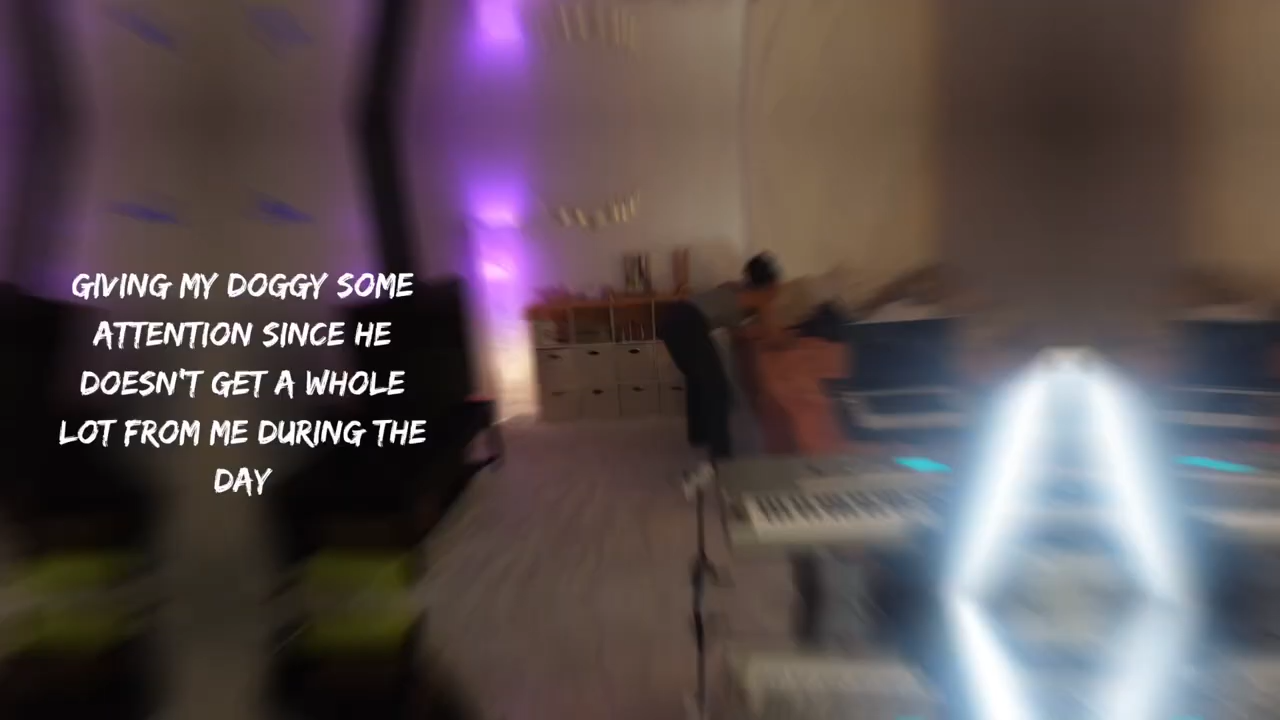 GIVING MY DOGGY SOME
ATTENTION SINCE HE
DOESN'T GET A WHOLE
LOT FROM ME DURING THE
DAY